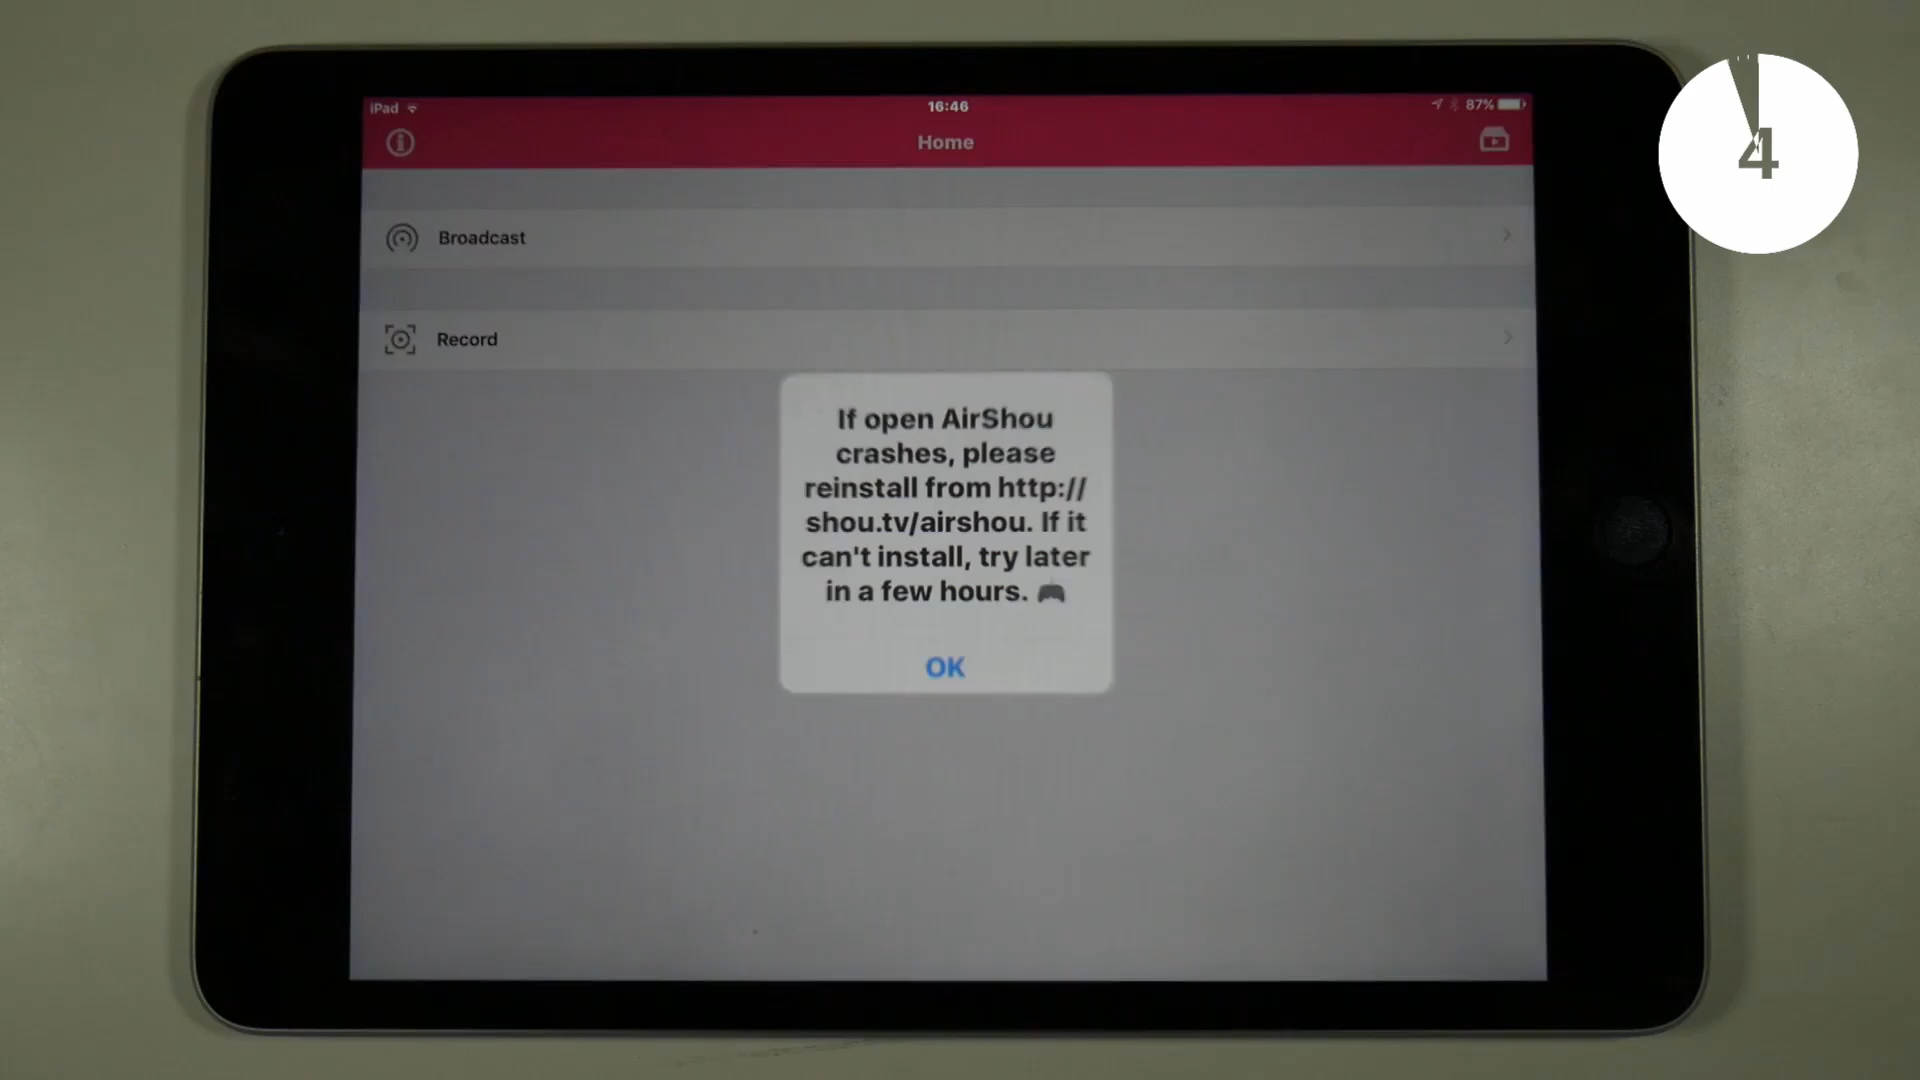 iPad 16:46 87%
Home
4
Broadcast
Record
If open AirShou
crashes, please
reinstall from http://
shou.tv/airshou. If it
can't install, try later
in a few hours.
OK